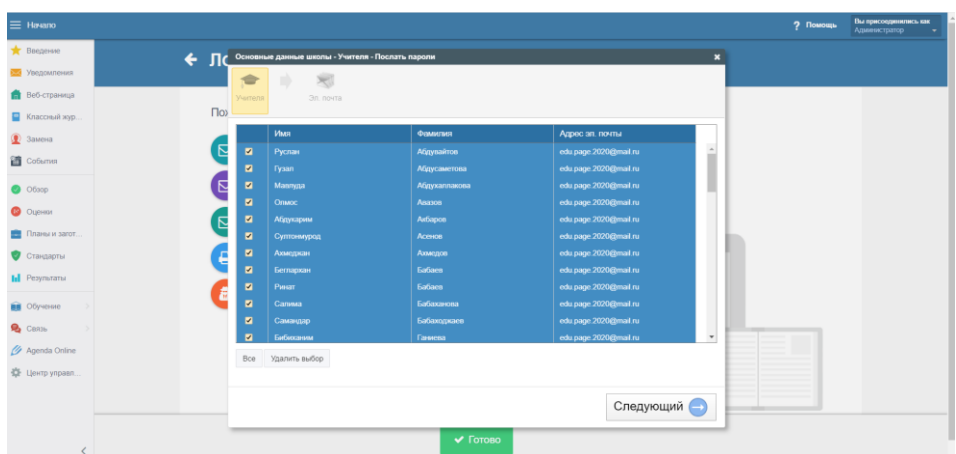 Начало
Помощь
Вы присоединились как
Администратор
Введение
Уведомления
Веб-страница
Классный жур...
Замена
События
Обзор
Оценки
Планы и загот...
Стандарты
Результаты
Обучение
Связь
Agenda Online
Центр управл...
Основные данные школы - Учителя - Послать пароли
Учителя
Эл. почта
Имя Фамилия Адрес эл. почты
Руслан Абдувайтов edu.page.2020@mail.ru
Гузал Абдусаметова edu.page.2020@mail.ru
Мавлуда Абдухаплакова edu.page.2020@mail.ru
Олмос Авазов edu.page.2020@mail.ru
Абдукарим Акбаров edu.page.2020@mail.ru
Султонмурод Асенов edu.page.2020@mail.ru
Ахмеджан Ахмедов edu.page.2020@mail.ru
Беглархан Бабаев edu.page.2020@mail.ru
Ринат Бабаев edu.page.2020@mail.ru
Салима Бабаханова edu.page.2020@mail.ru
Самандар Бабаходжаев edu.page.2020@mail.ru
Бибиханим Ганиева edu.page.2020@mail.ru
Все Удалить выбор
Следующий
Готово